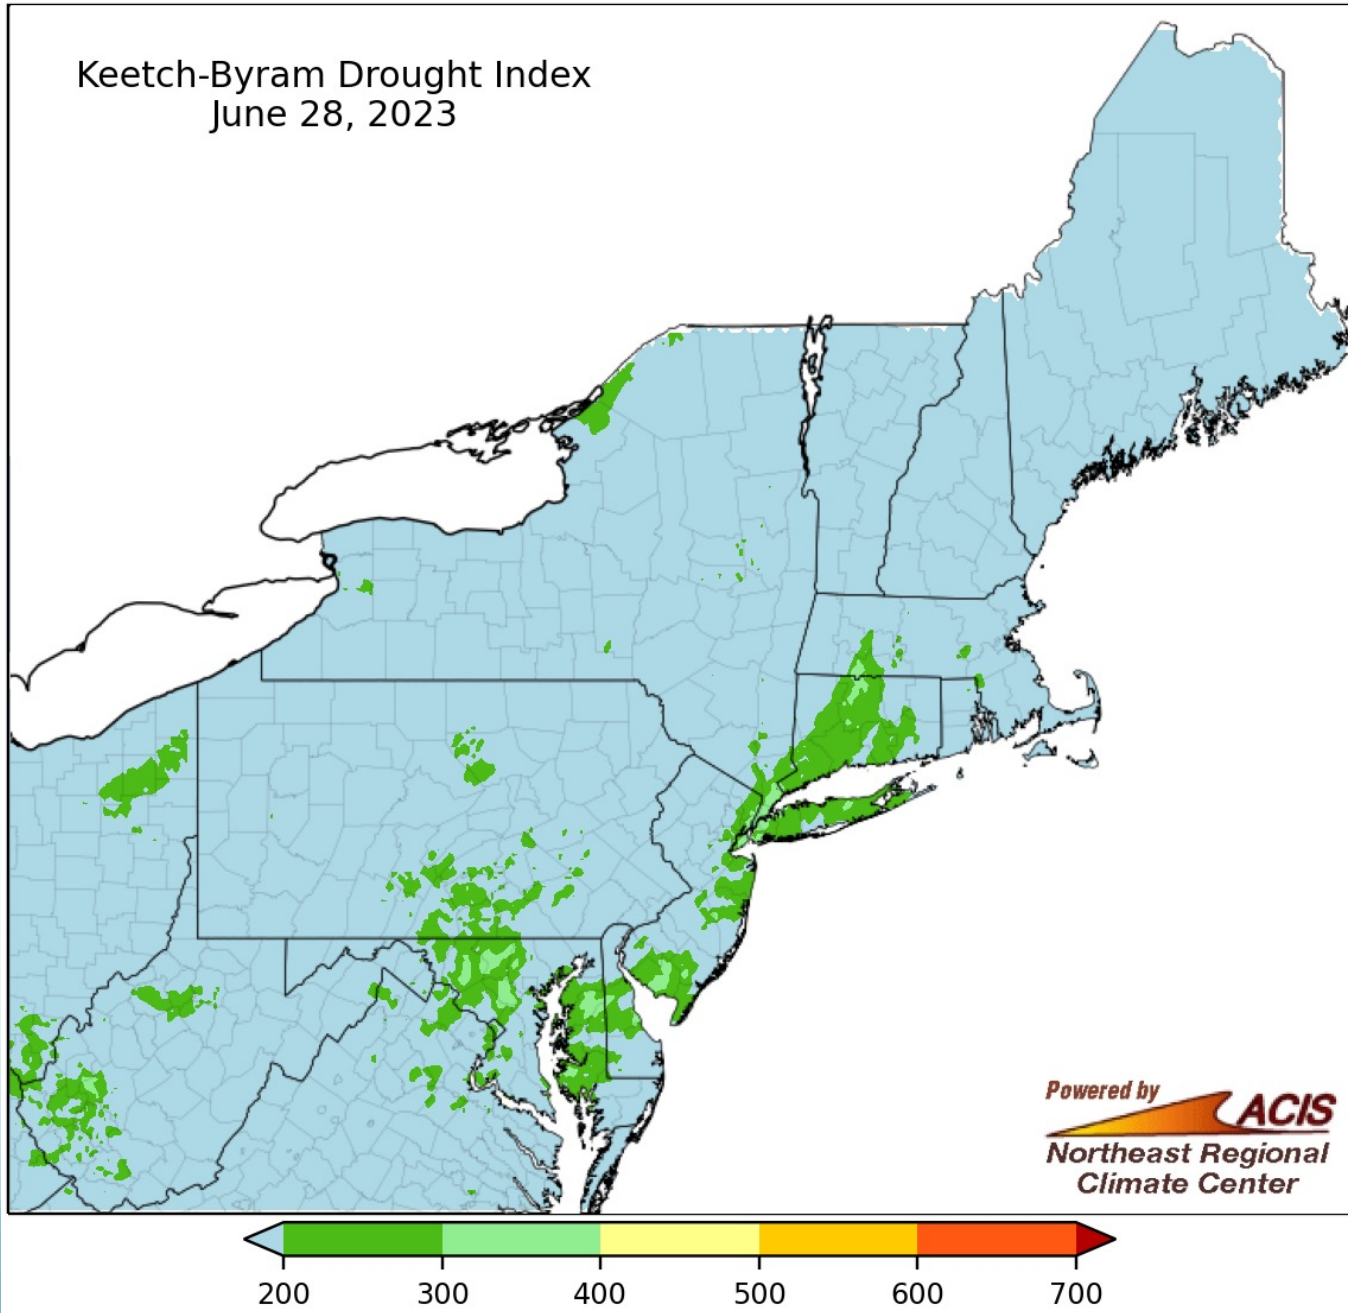 Keetch-Byram Drought Index
June 28, 2023
Powered by
ACIS
Northeast Regional
Climate Center
200 300 400 500 600 700